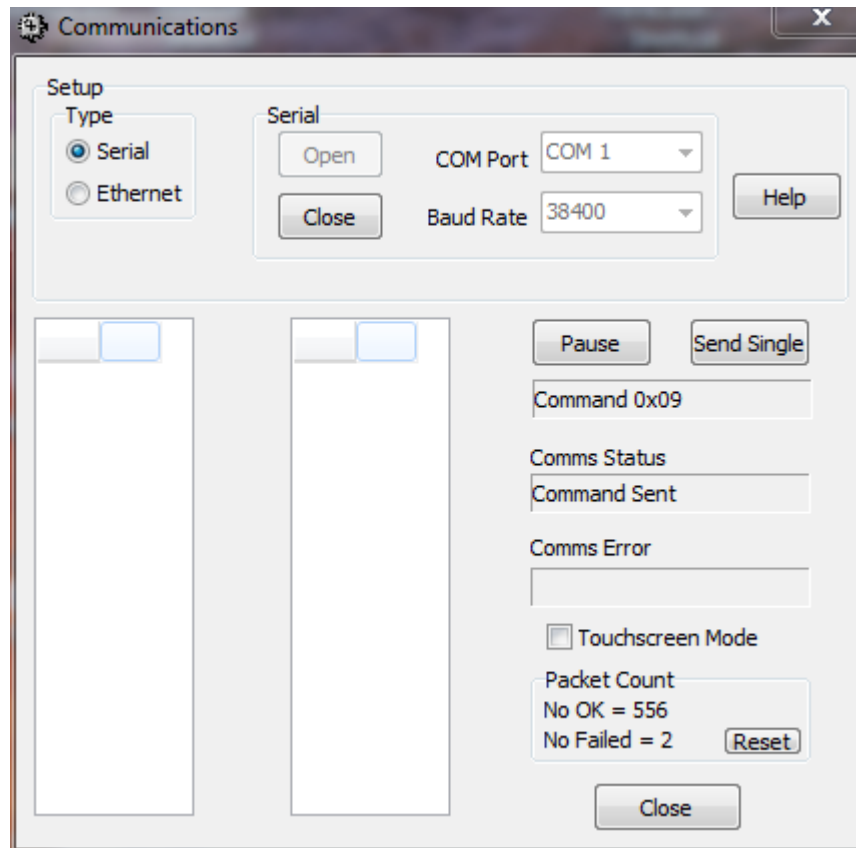 Communications
Setup
Type
Serial
Ethernet
Serial
Open
COM Port
COM 1
Close
Baud Rate
38400
Help
Pause
Send Single
Command 0x09
Comms Status
Command Sent
Comms Error
Touchscreen Mode
Packet Count
No OK = 556
No Failed = 2
Reset
Close